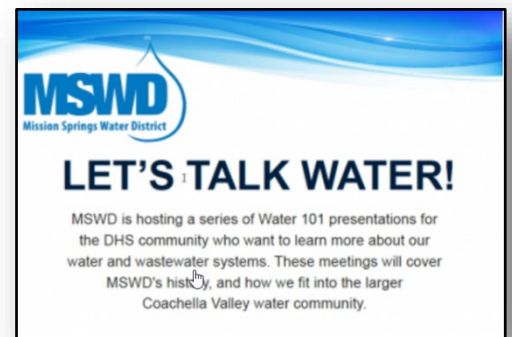 MSWD
Mission Springs Water District
LET'S TALK WATER!
MSWD is hosting a series of Water 101 presentations for
the DHS community who want to learn more about our
water and wastewater systems. These meetings will cover
MSWD's history, and how we fit into the larger
Coachella Valley water community.